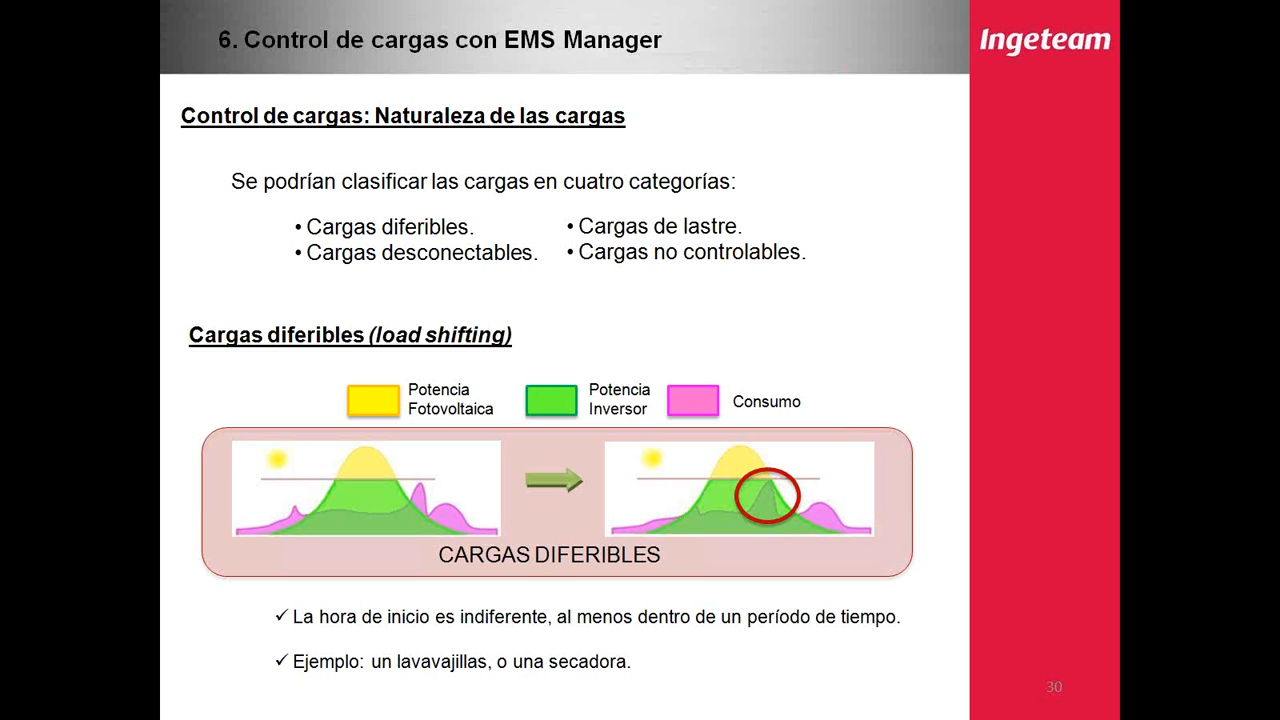 6. Control de cargas con EMS Manager
Ingeteam
Control de cargas: Naturaleza de las cargas
Se podrían clasificar las cargas en cuatro categorías:
• Cargas diferibles.
• Cargas desconectables.
• Cargas de lastre.
• Cargas no controlables.
Cargas diferibles (load shifting)
Potencia
Fotovoltaica
Potencia
Inversor
Consumo
CARGAS DIFERIBLES
✓ La hora de inicio es indiferente, al menos dentro de un período de tiempo.
✓ Ejemplo: un lavavajillas, o una secadora.
30